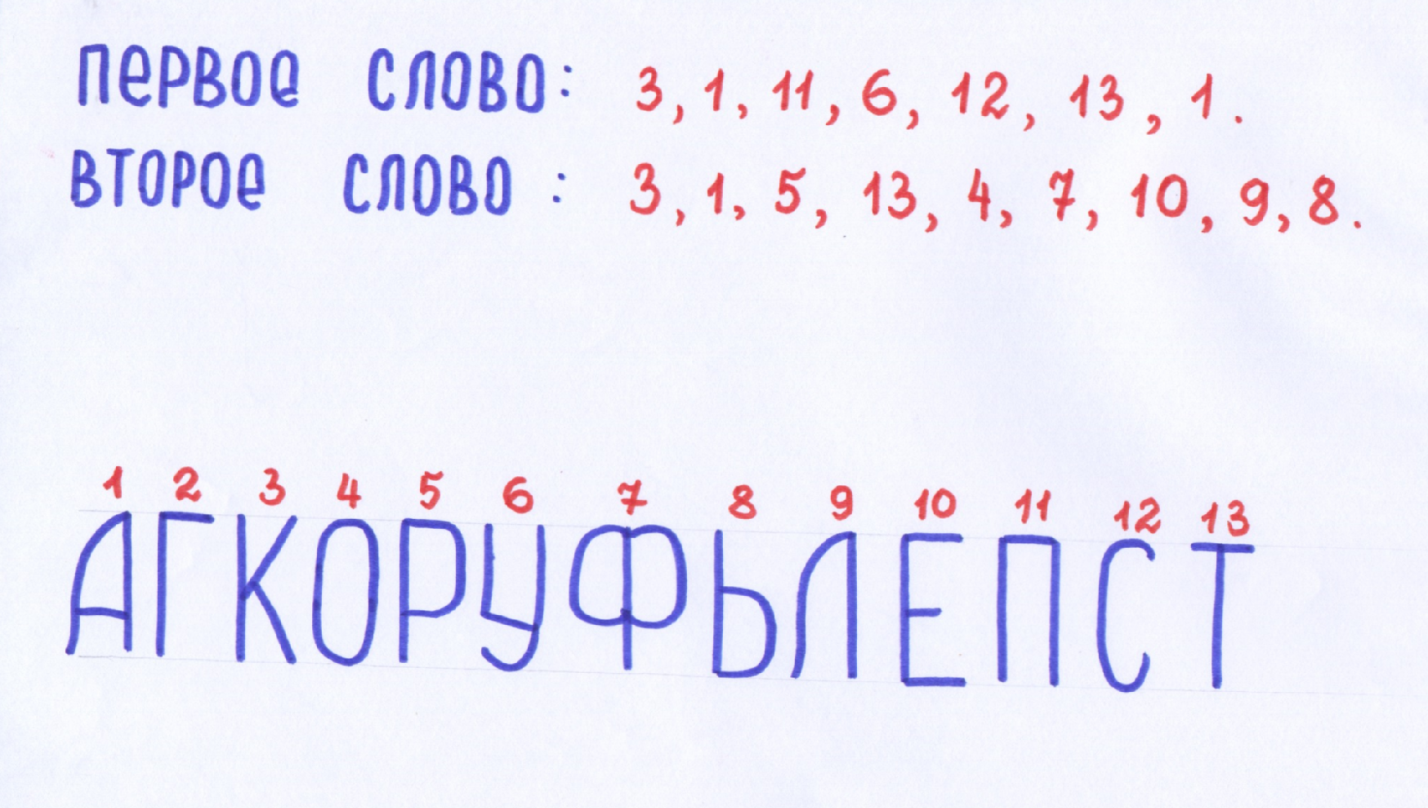 первое слово: 3, 1, 11, 6, 12, 13, 1.
второе слово: 3, 1, 5, 13, 4, 7, 10, 9, 8.
1 2 3 4 5 6 7 8 9 10 11 12 13
АГКОРУФЬЛЕПСТ